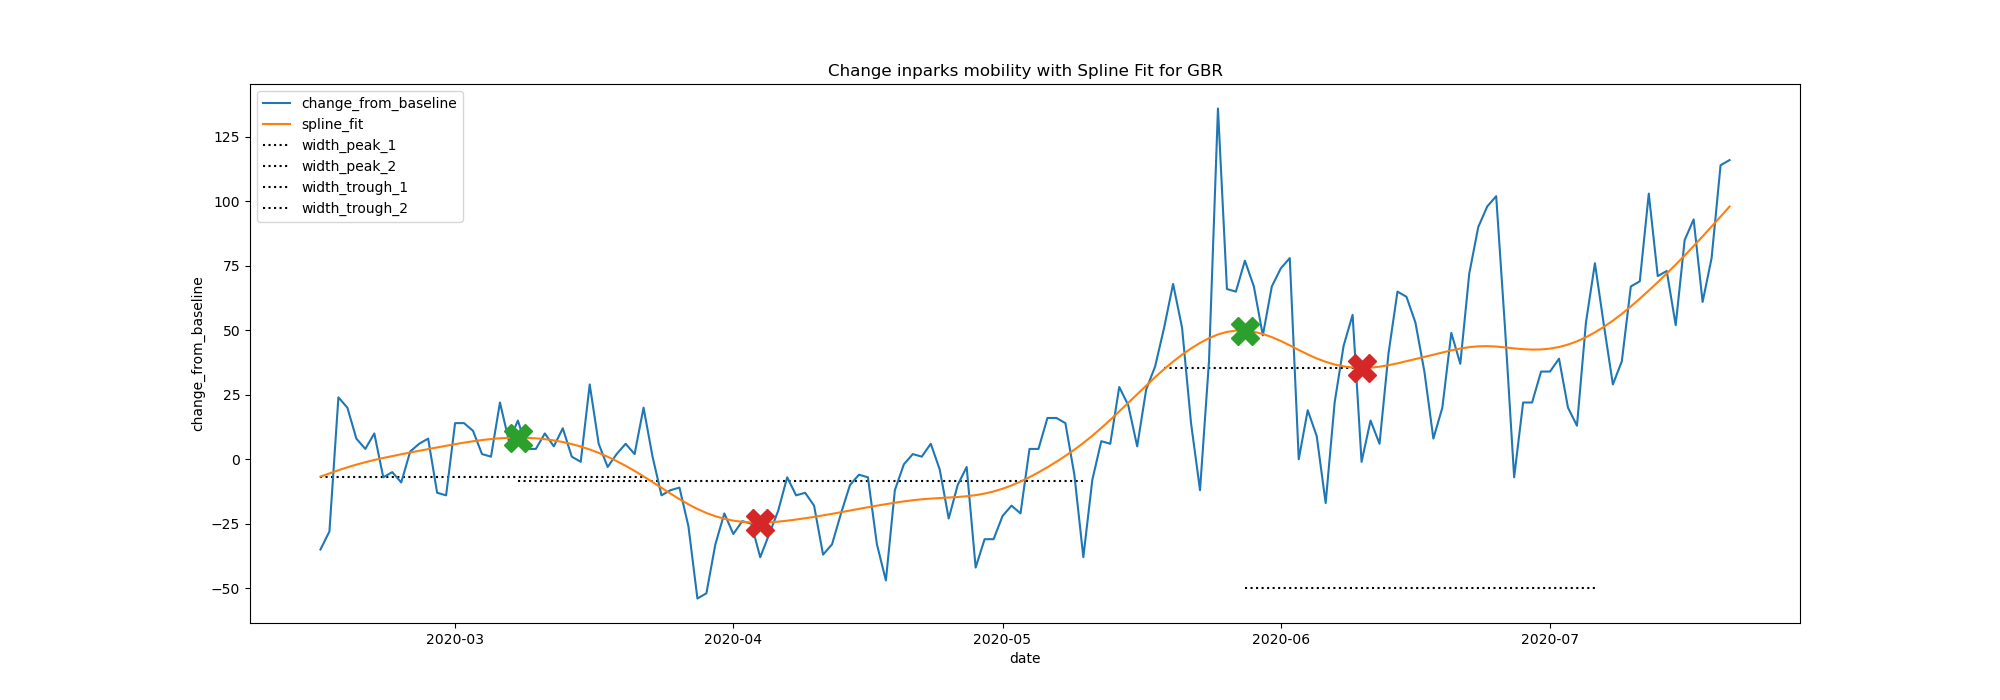 Change inparks mobility with Spline Fit for GBR
change_from_baseline
spline_fit
width_peak_1
width_peak_2
width_trough_1
width_trough_2
change_from_baseline
125
100
75
50
25
0
−25
−50
2020-03
2020-04
2020-05
2020-06
2020-07
date